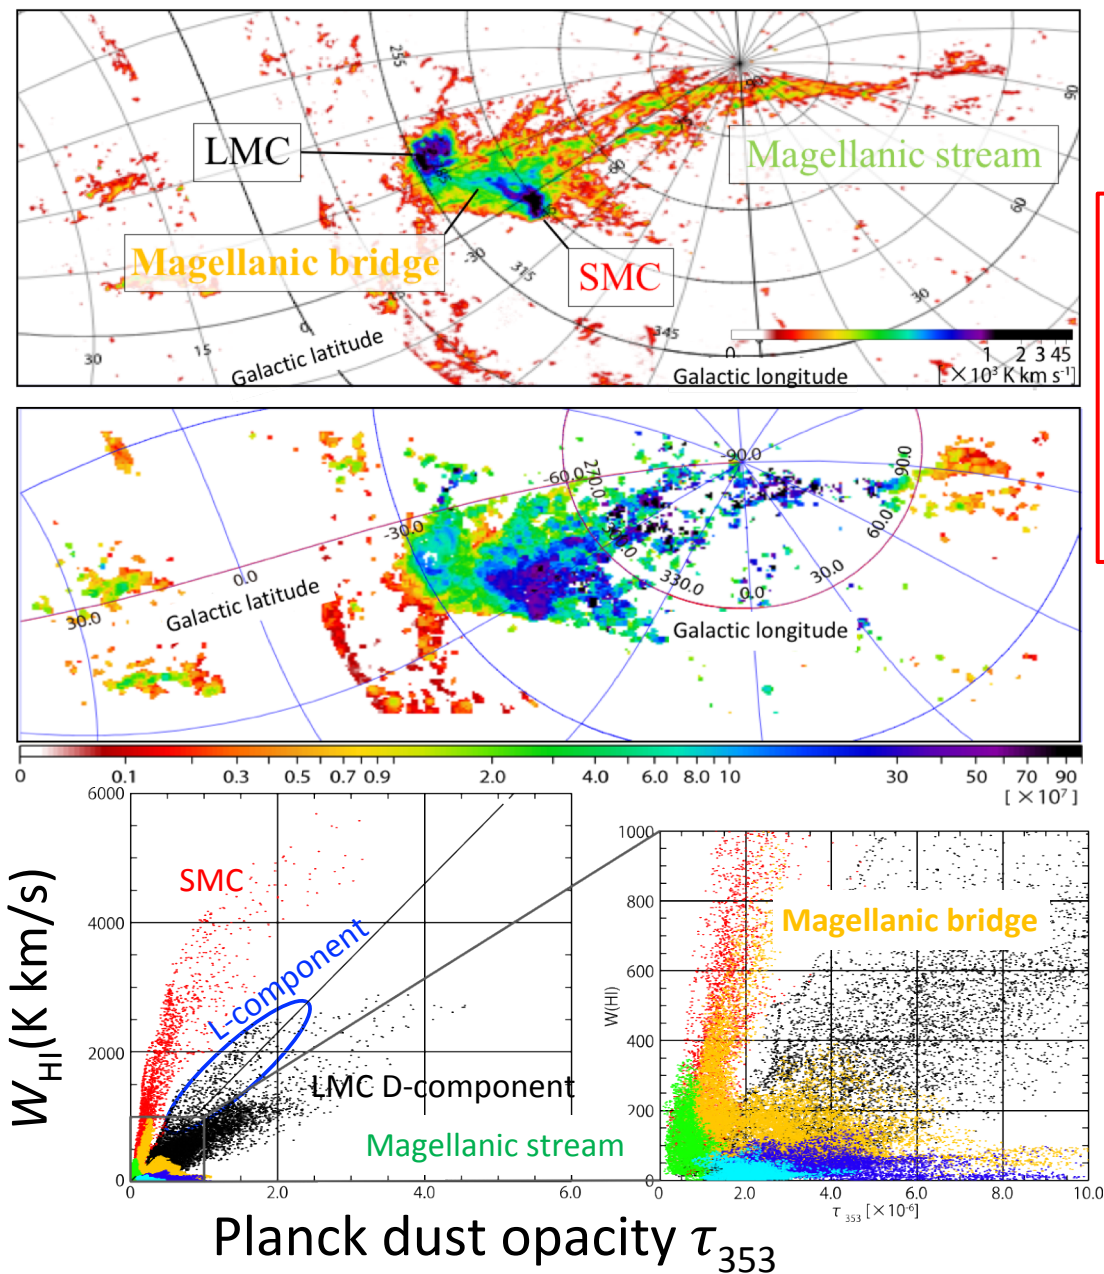 255
90
90
LMC
Magellanic stream
60
60
Magellanic bridge
-30
315
SMC
30
0
345
15
30
Galactic latitude
0
1 2 3 45
Galactic longitude
[ ×10³ K km s⁻¹]
-90.0
90.0
-60.0
270.0
-30.0
60.0
0.0
330.0
30.0
0.0
30.0
Galactic latitude
Galactic longitude
0 0.1 0.3 0.5 0.7 0.9 2.0 4.0 6.0 8.0 10 30 50 70 90
[ ×10⁷]
6000
4000
2000
0
W_HI(K km/s)
SMC
L-component
LMC D-component
Magellanic stream
0 2.0 4.0 6.0
1000
800
600
400
200
0
W(HI)
Magellanic bridge
0 2.0 4.0 6.0 8.0 10.0
τ 353 [×10⁻⁶]
Planck dust opacity τ₃₅₃